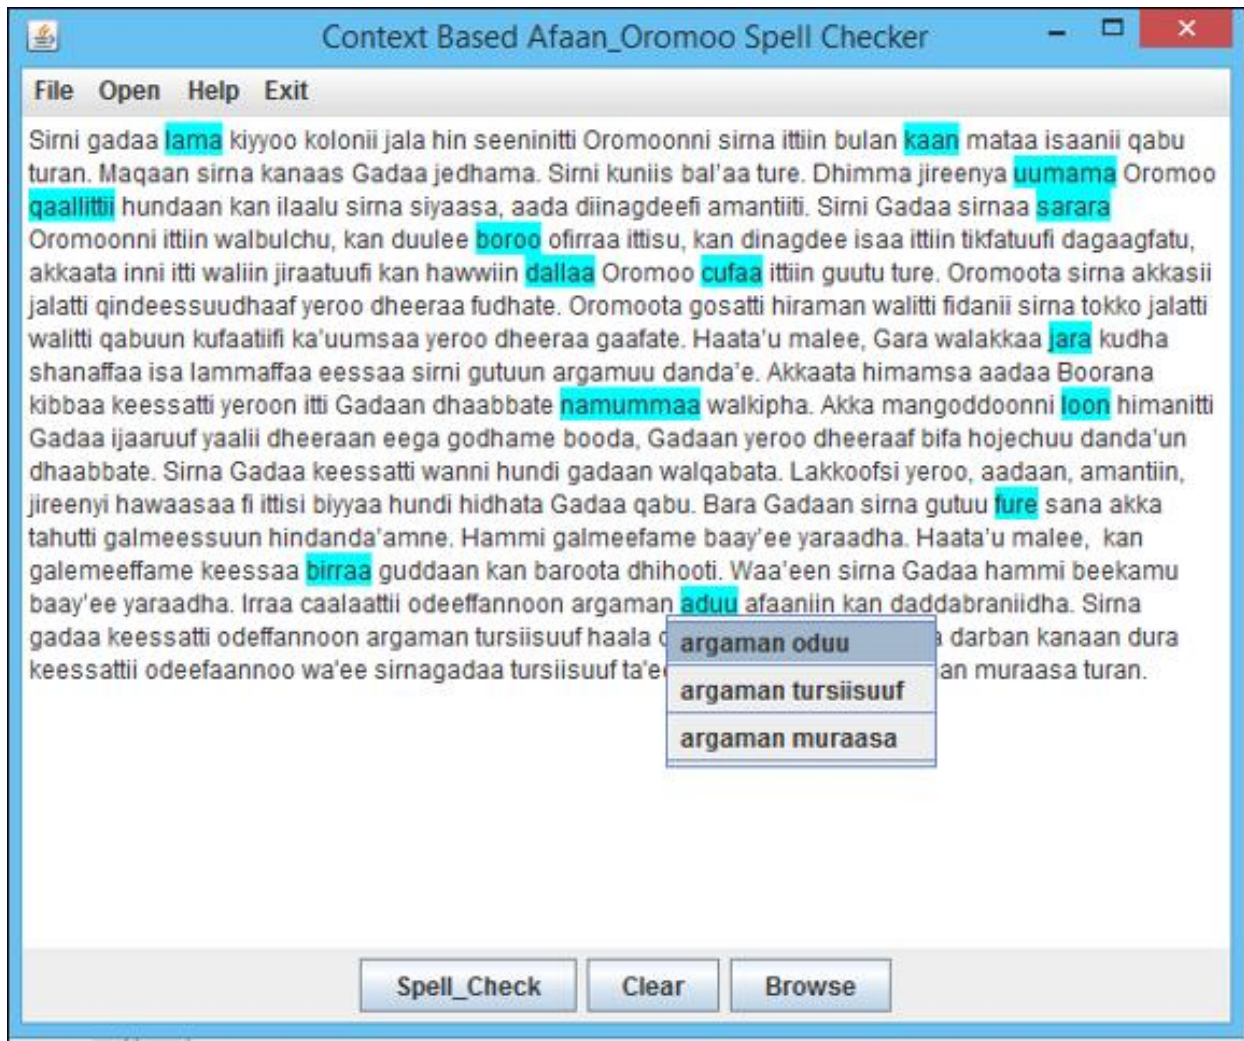 Context Based Afaan_Oromoo Spell Checker
File Open Help Exit
Sirni gadaa lama kiyyoo kolonii jala hin seeninitti Oromoonni sirna ittiin bulan kaan mataa isaanii qabu
turan. Maqaan sirna kanaas Gadaa jedhama. Sirni kuniis bal'aa ture. Dhimma jireenya uumama Oromoo
qaallittii hundaan kan ilaalu sirna siyaasa, aada diinagdeefi amantiiti. Sirni Gadaa sirnaa sarara
Oromoonni ittiin walbulchu, kan duulee boroo ofirraa ittisu, kan dinagdee isaa ittiin tikfatuufi dagaagfatu,
akkaata inni itti waliin jiraatuufi kan hawwiin dallaa Oromoo cufaa ittiin guutu ture. Oromoota sirna akkasii
jalatti qindeessuudhaaf yeroo dheeraa fudhate. Oromoota gosatti hiraman walitti fidanii sirna tokko jalatti
walitti qabuun kufaatiifi ka'uumsaa yeroo dheeraa gaafate. Haata'u malee, Gara walakkaa jara kudha
shanaffaa isa lammaffaa eessaa sirni gutuun argamuu danda'e. Akkaata himamsa aadaa Boorana
kibbaa keessatti yeroon itti Gadaan dhaabbate namummaa walkipha. Akka mangoddoonni loon himanitti
Gadaa ijaaruuf yaalii dheeraan eega godhame booda, Gadaan yeroo dheeraaf bifa hojechuu danda'un
dhaabbate. Sirna Gadaa keessatti wanni hundi gadaan walqabata. Lakkoofsi yeroo, aadaan, amantiin,
jireenyi hawaasaa fi ittisi biyyaa hundi hidhata Gadaa qabu. Bara Gadaan sirna gutuu fure sana akka
tahutti galmeessuun hindanda'amne. Hammi galmeefame baay'ee yaraadha. Haata'u malee, kan
galemeeffame keessaa birraa guddaan kan baroota dhihooti. Waa'een sirna Gadaa hammi beekamu
baay'ee yaraadha. Irraa caalaattii odeeffannoon argaman aduu afaaniin kan daddabraniidha. Sirna
gadaa keessatti odeffannoon argaman tursiisuuf haala darban kanaan dura
keessattii odeefaannoo wa'ee sirnagadaa tursiisuuf muraasa turan.
argaman oduu
argaman tursiisuuf
argaman muraasa
Spell_Check Clear Browse